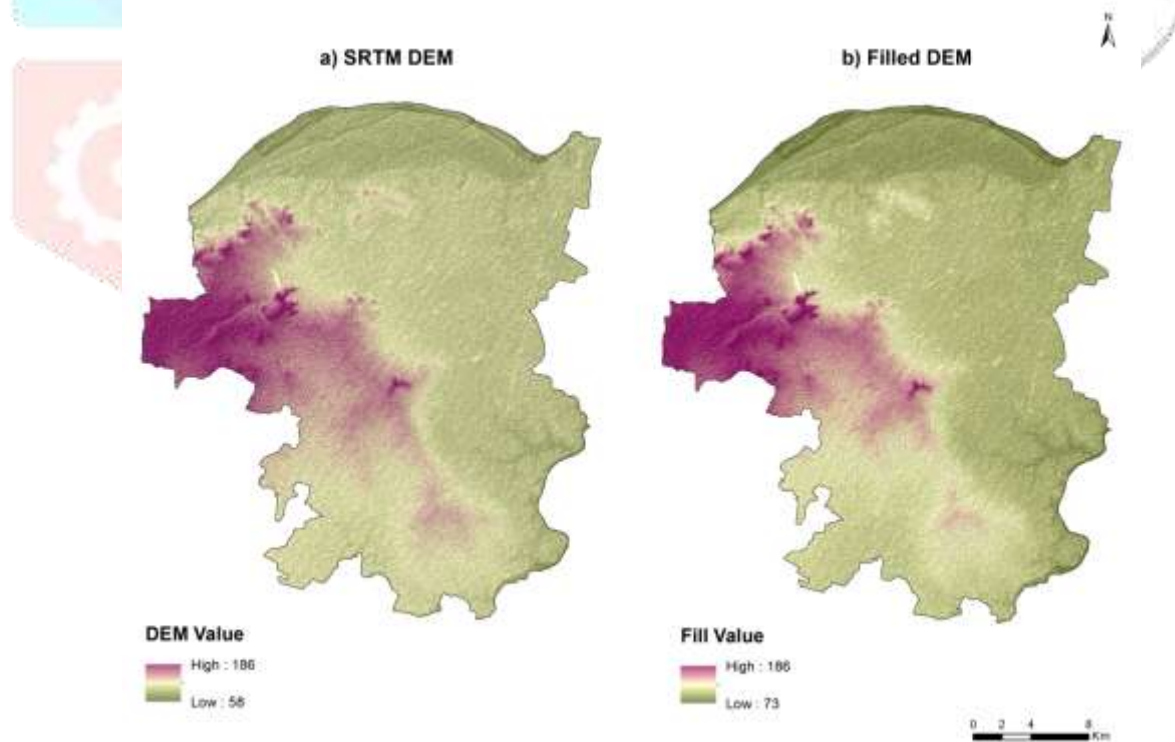 N
a) SRTM DEM
b) Filled DEM
DEM Value
High : 186
Low : 58
Fill Value
High : 186
Low : 73
0 2 4 8
Km